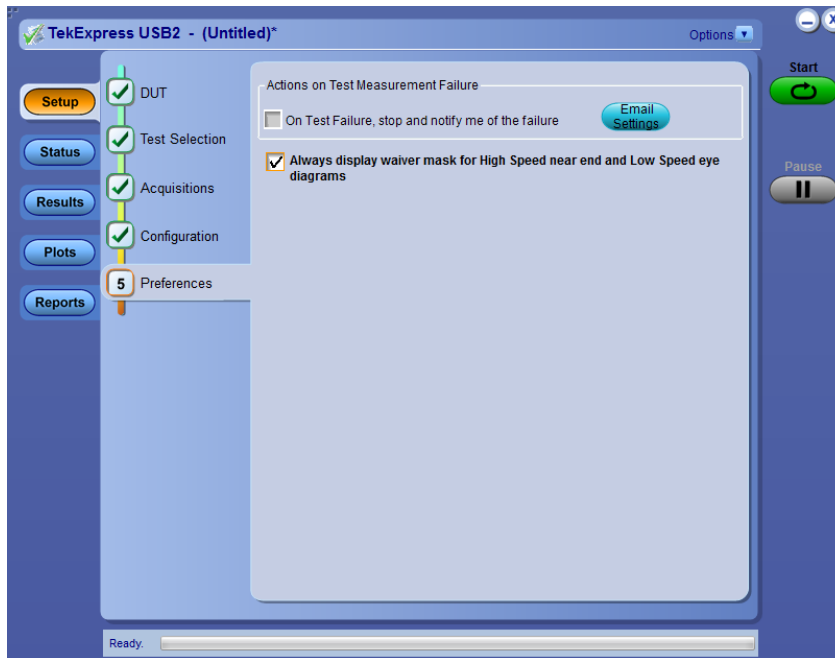 TekExpress USB2 - (Untitled)*
Options
Start
Setup
Status
Results
Plots
Reports
Pause
DUT
Test Selection
Acquisitions
Configuration
5 Preferences
Actions on Test Measurement Failure
On Test Failure, stop and notify me of the failure
Email
Settings
Always display waiver mask for High Speed near end and Low Speed eye
diagrams
Ready.